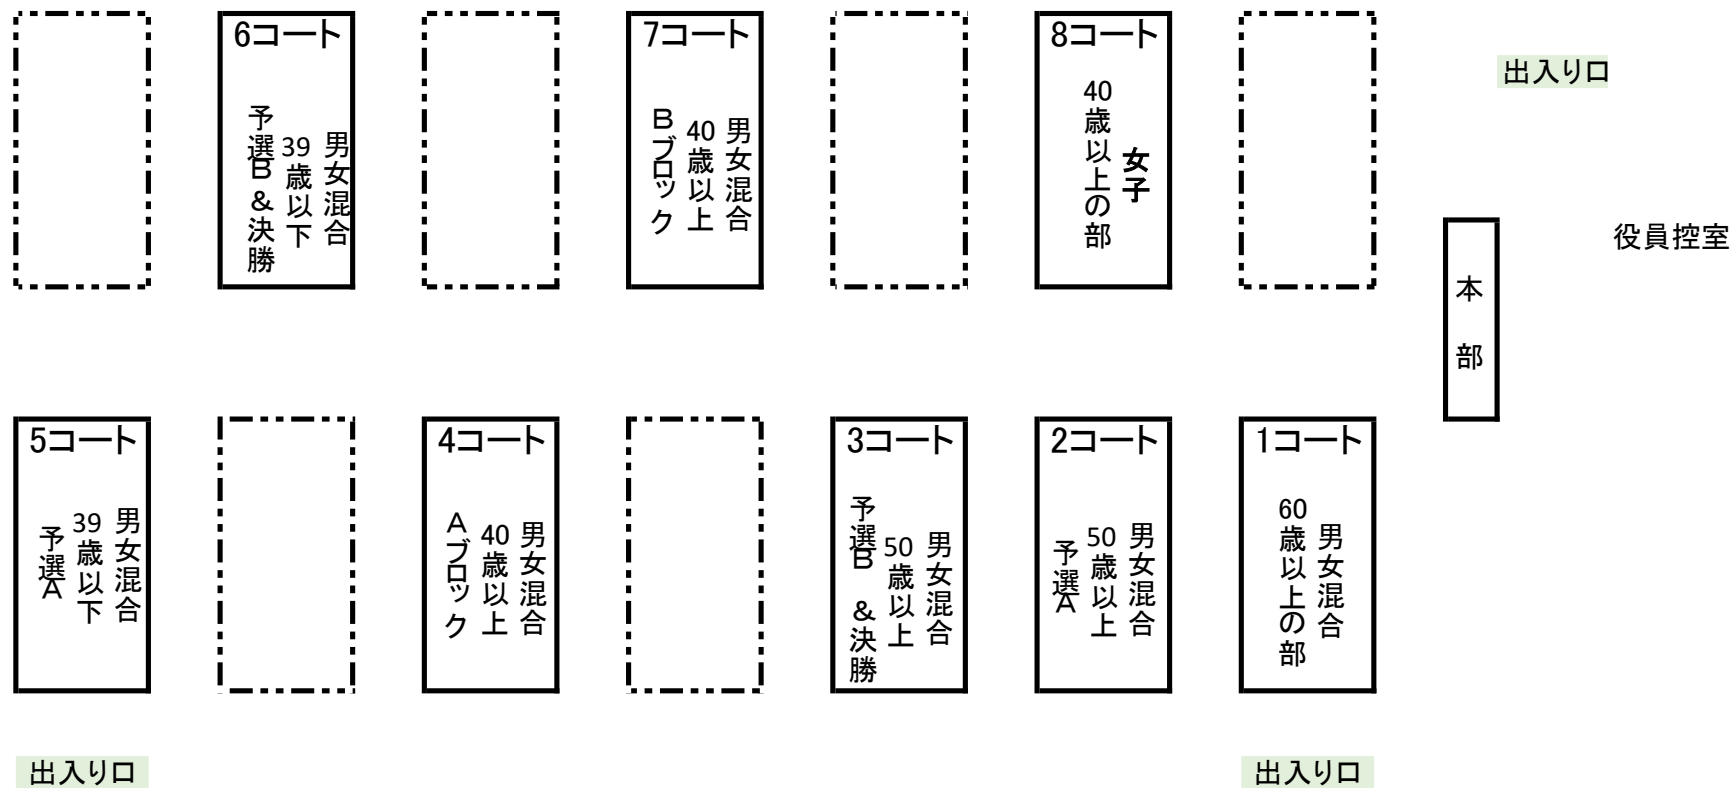 6コート
男女混合
39歳以下
予選B&決勝
7コート
男女混合
40歳以上
Bブロック
8コート
女子
40歳以上の部
出入り口
役員控室
本部
5コート
男女混合
39歳以下
予選A
4コート
男女混合
40歳以上
Aブロック
3コート
男女混合
50歳以上
予選B &決勝
2コート
男女混合
50歳以上
予選A
1コート
男女混合
60歳以上の部
出入り口
出入り口